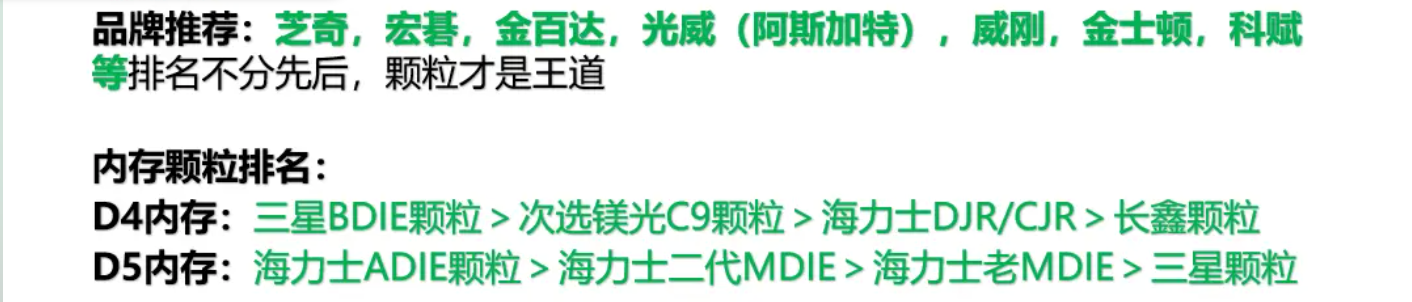 品牌推荐：芝奇，宏碁，金百达，光威（阿斯加特），威刚，金士顿，科赋
等排名不分先后，颗粒才是王道
内存颗粒排名：
D4内存：三星BDIE颗粒＞次选镁光C9颗粒＞海力士DJR/CJR＞长鑫颗粒
D5内存：海力士ADIE颗粒＞海力士二代MDIE＞海力士老MDIE＞三星颗粒